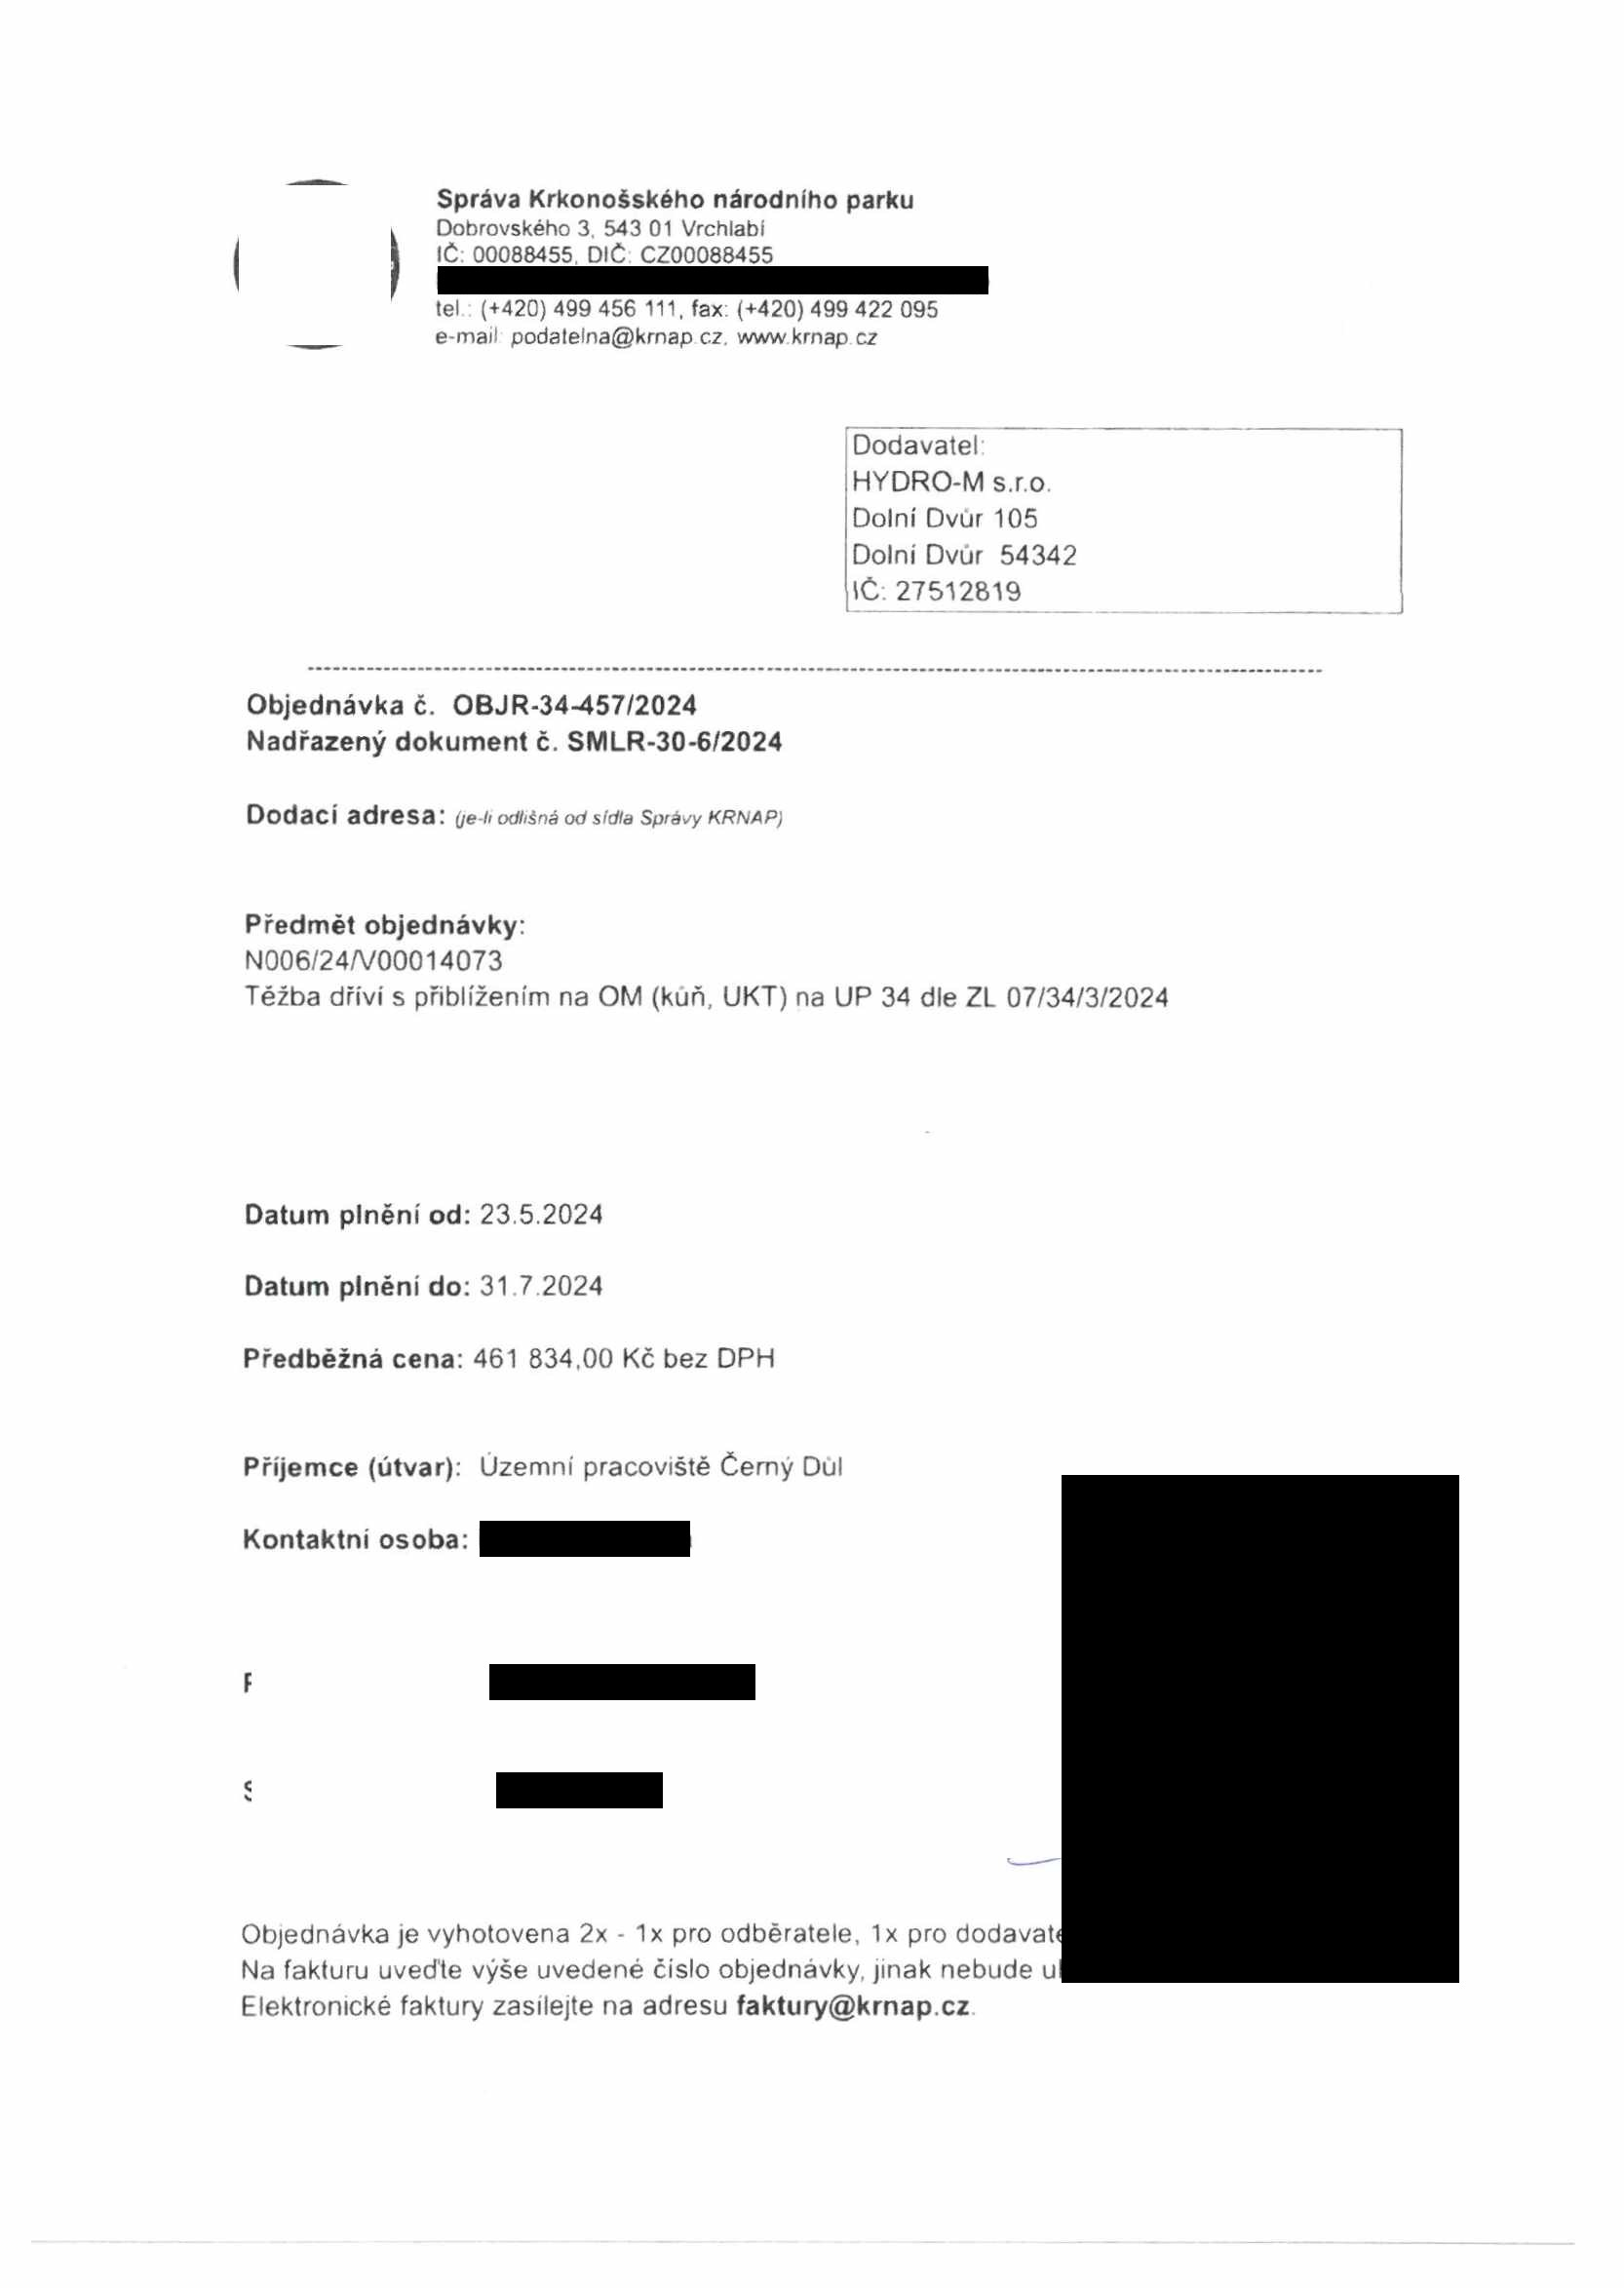 Správa Krkonošského národního parku
Dobrovského 3, 543 01 Vrchlabí
IČ: 00088455, DIČ: CZ00088455
tel.: (+420) 499 456 111, fax: (+420) 499 422 095
e-mail: podatelna@krnap.cz, www.krnap.cz
Dodavatel:
HYDRO-M s.r.o.
Dolní Dvůr 105
Dolní Dvůr 54342
IČ: 27512819
Objednávka č. OBJR-34-457/2024
Nadřazený dokument č. SMLR-30-6/2024
Dodací adresa: (je-li odlišná od sídla Správy KRNAP)
Předmět objednávky:
N006/24/V00014073
Těžba dříví s přiblížením na OM (kůň, UKT) na UP 34 dle ZL 07/34/3/2024
Datum plnění od: 23.5.2024
Datum plnění do: 31.7.2024
Předběžná cena: 461 834,00 Kč bez DPH
Příjemce (útvar): Územní pracoviště Černý Důl
Kontaktní osoba:
Objednávka je vyhotovena 2x - 1x pro odběratele, 1x pro
Na fakturu uveďte výše uvedené číslo objednávky, jinak nebude
Elektronické faktury zasílejte na adresu faktury@krnap.cz.